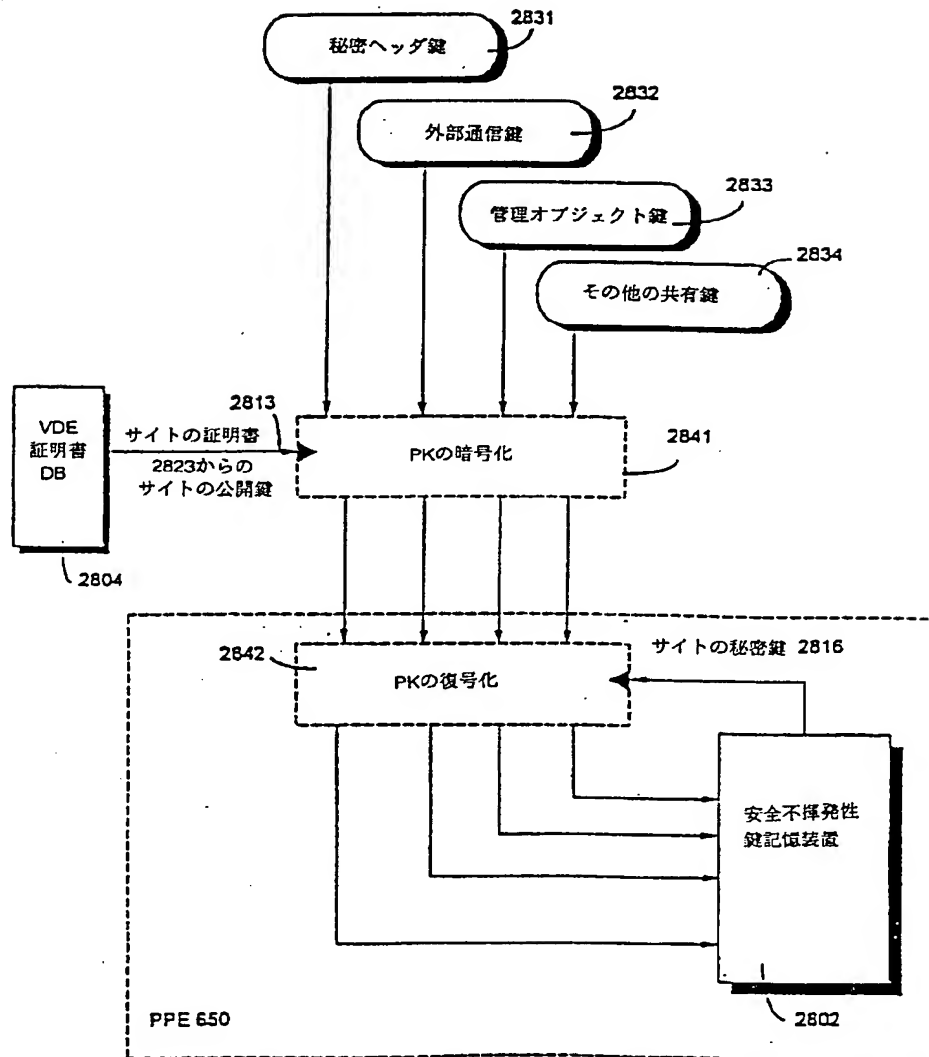 2831
秘密ヘッダ鍵
2832
外部通信鍵
2833
管理オブジェクト鍵
2834
その他の共有鍵
VDE
証明書
DB
2804
2813
サイトの証明書
2823からの
サイトの公開鍵
PKの暗号化
2841
2842
PKの復号化
サイトの秘密鍵 2816
安全不揮発性
鍵記憶装置
2802
PPE 650